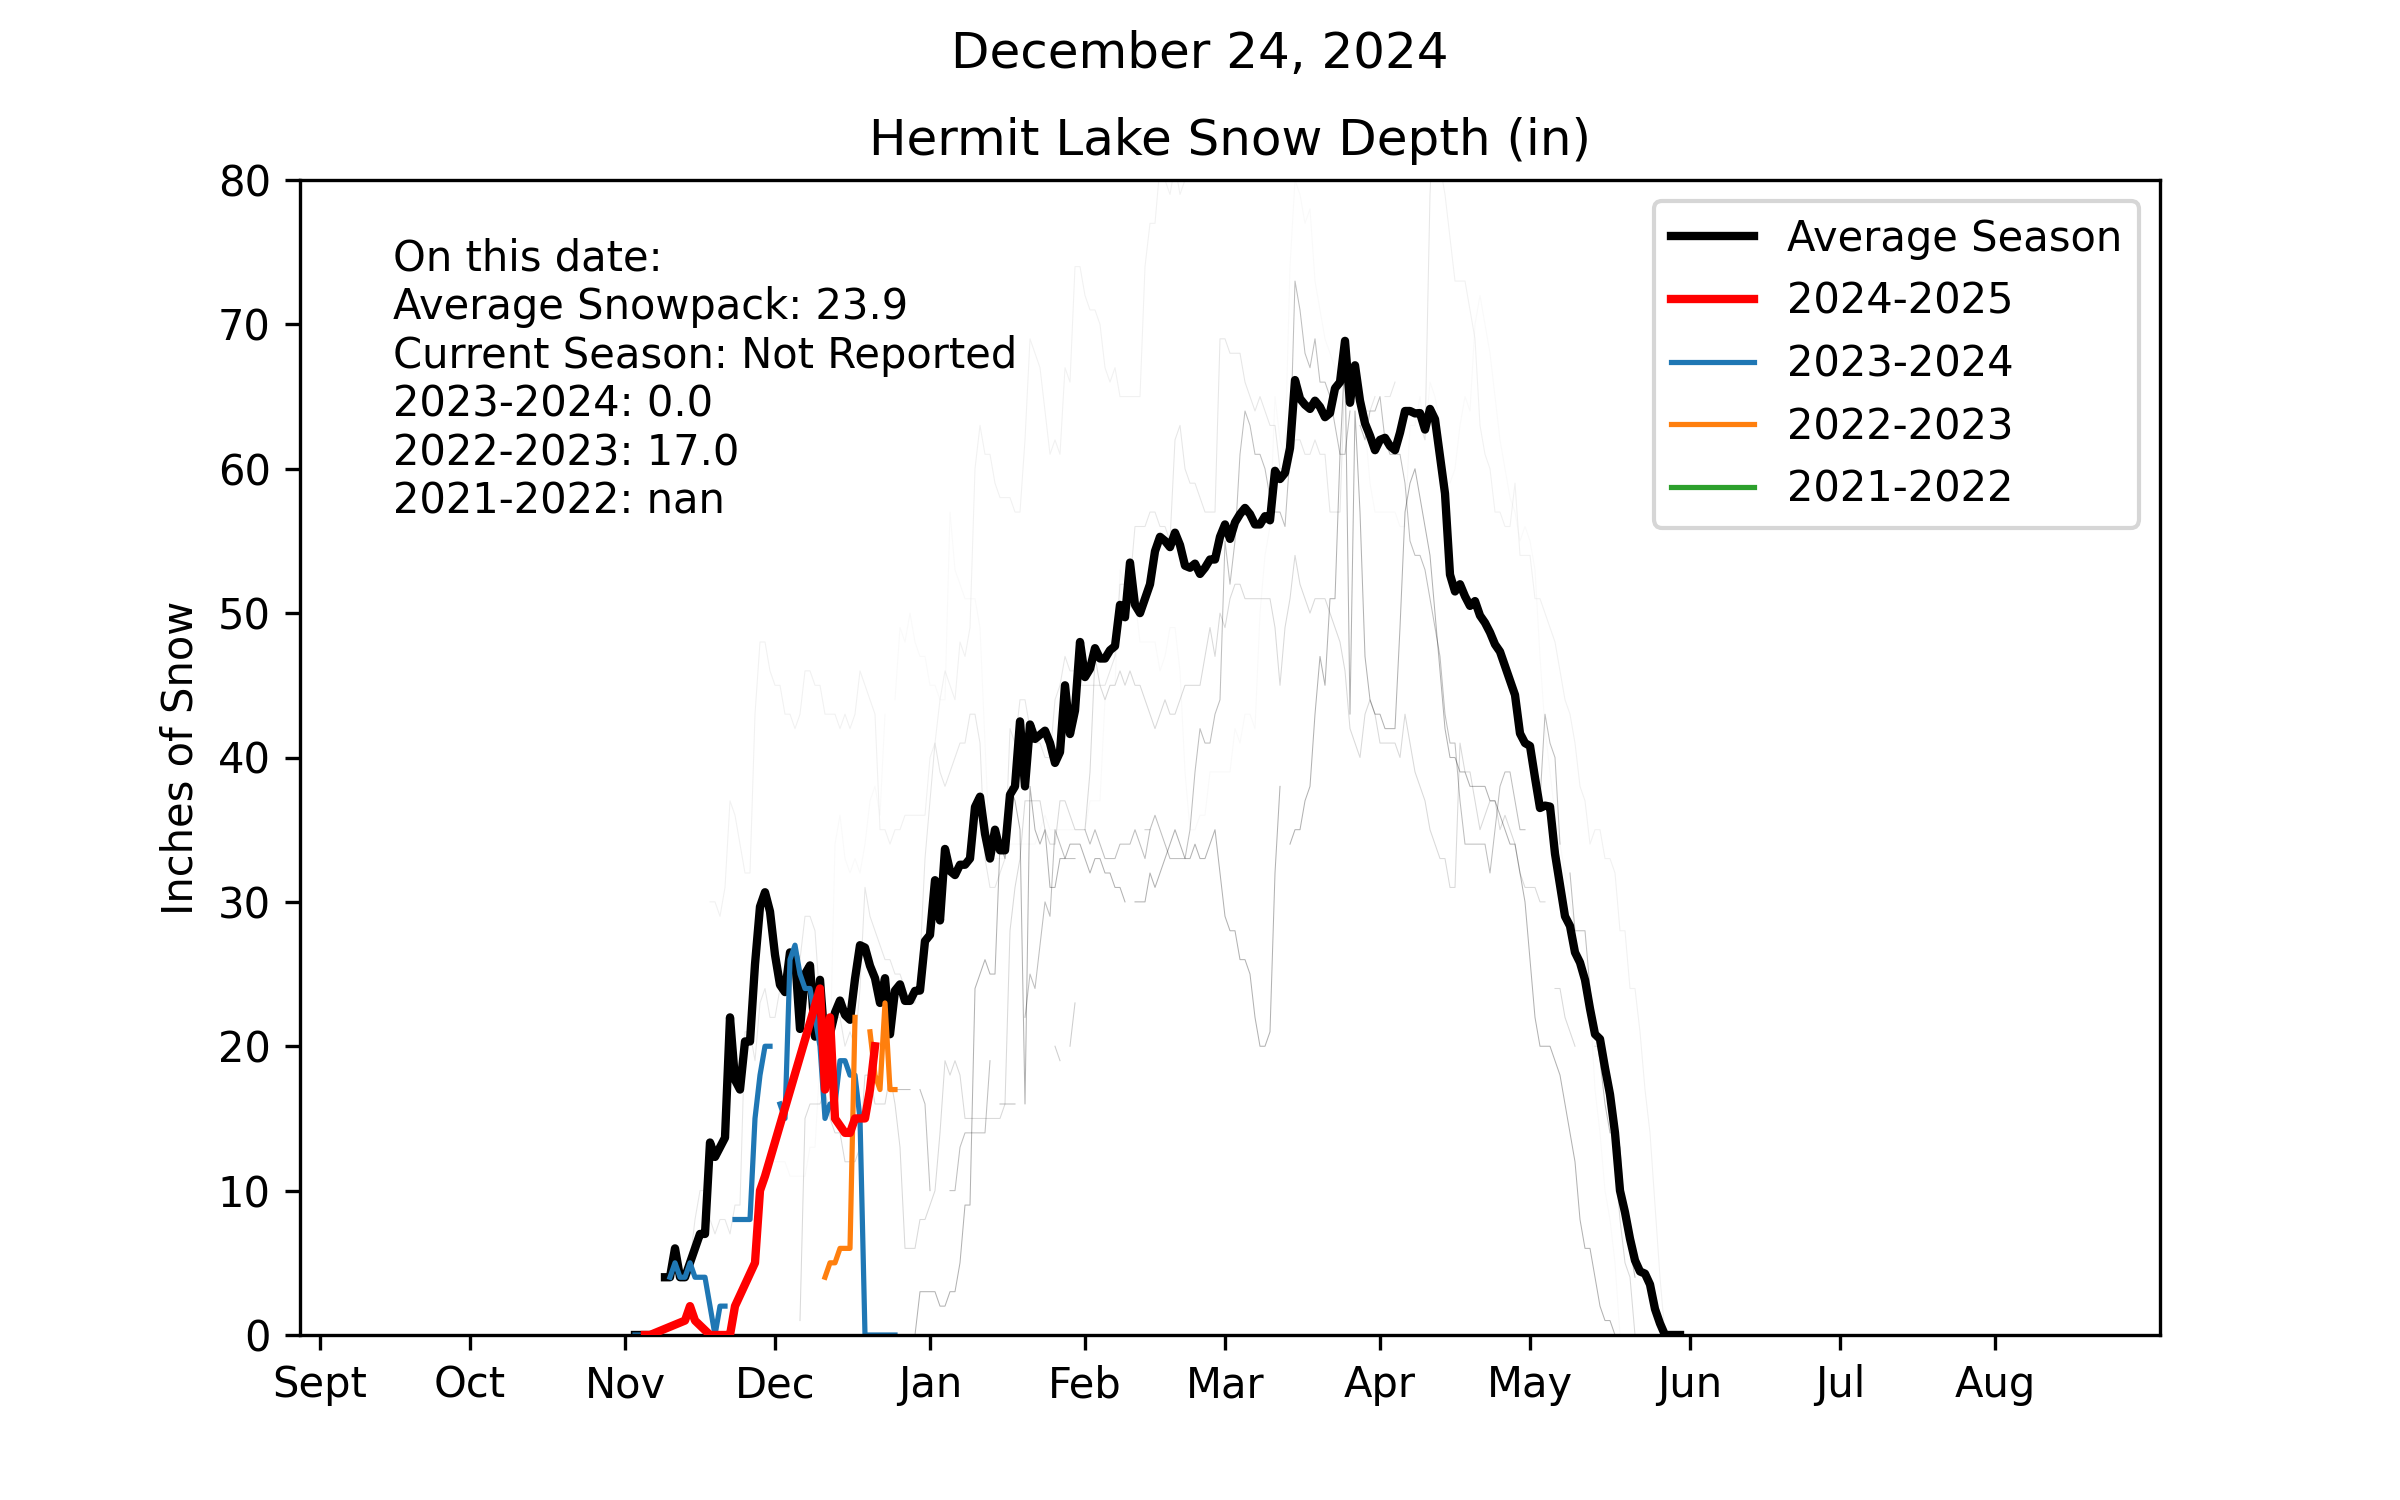 December 24, 2024
Hermit Lake Snow Depth (in)
On this date:
Average Snowpack: 23.9
Current Season: Not Reported
2023-2024: 0.0
2022-2023: 17.0
2021-2022: nan
Average Season
2024-2025
2023-2024
2022-2023
2021-2022
Inches of Snow
80
70
60
50
40
30
20
10
0
Sept Oct Nov Dec Jan Feb Mar Apr May Jun Jul Aug